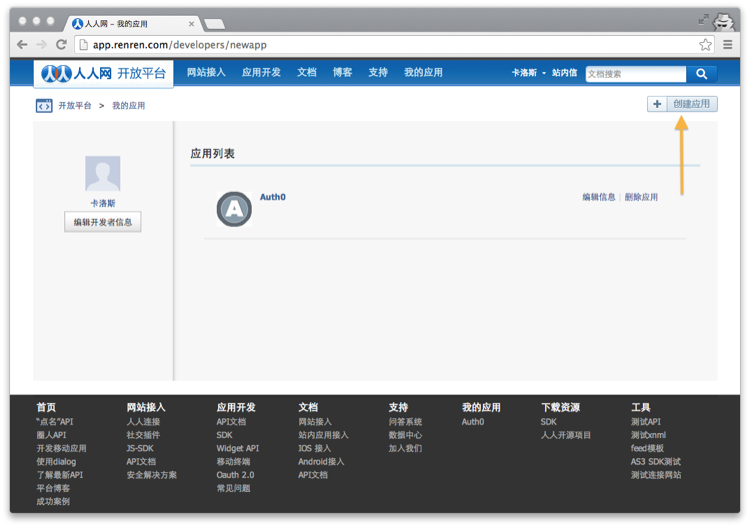 人人网 - 我的应用
app.renren.com/developers/newapp
人人网 开放平台
网站接入 应用开发 文档 博客 支持 我的应用
卡洛斯 站内信 文档搜索
开放平台 > 我的应用
+ 创建应用
应用列表
卡洛斯
编辑开发者信息
A
Auth0
编辑信息 | 删除应用
首页
"点名"API
圈人API
开发移动应用
使用dialog
了解最新API
平台博客
成功案例
网站接入
人人连接
社交插件
JS-SDK
API文档
安全解决方案
应用开发
API文档
SDK
Widget API
移动终端
Oauth 2.0
常见问题
文档
网站接入
站内应用接入
IOS 接入
Android接入
API文档
支持
问答系统
数据中心
加入我们
我的应用
Auth0
下载资源
SDK
人人开源项目
工具
测试API
测试xnml
feed模板
AS3 SDK测试
测试连接网站